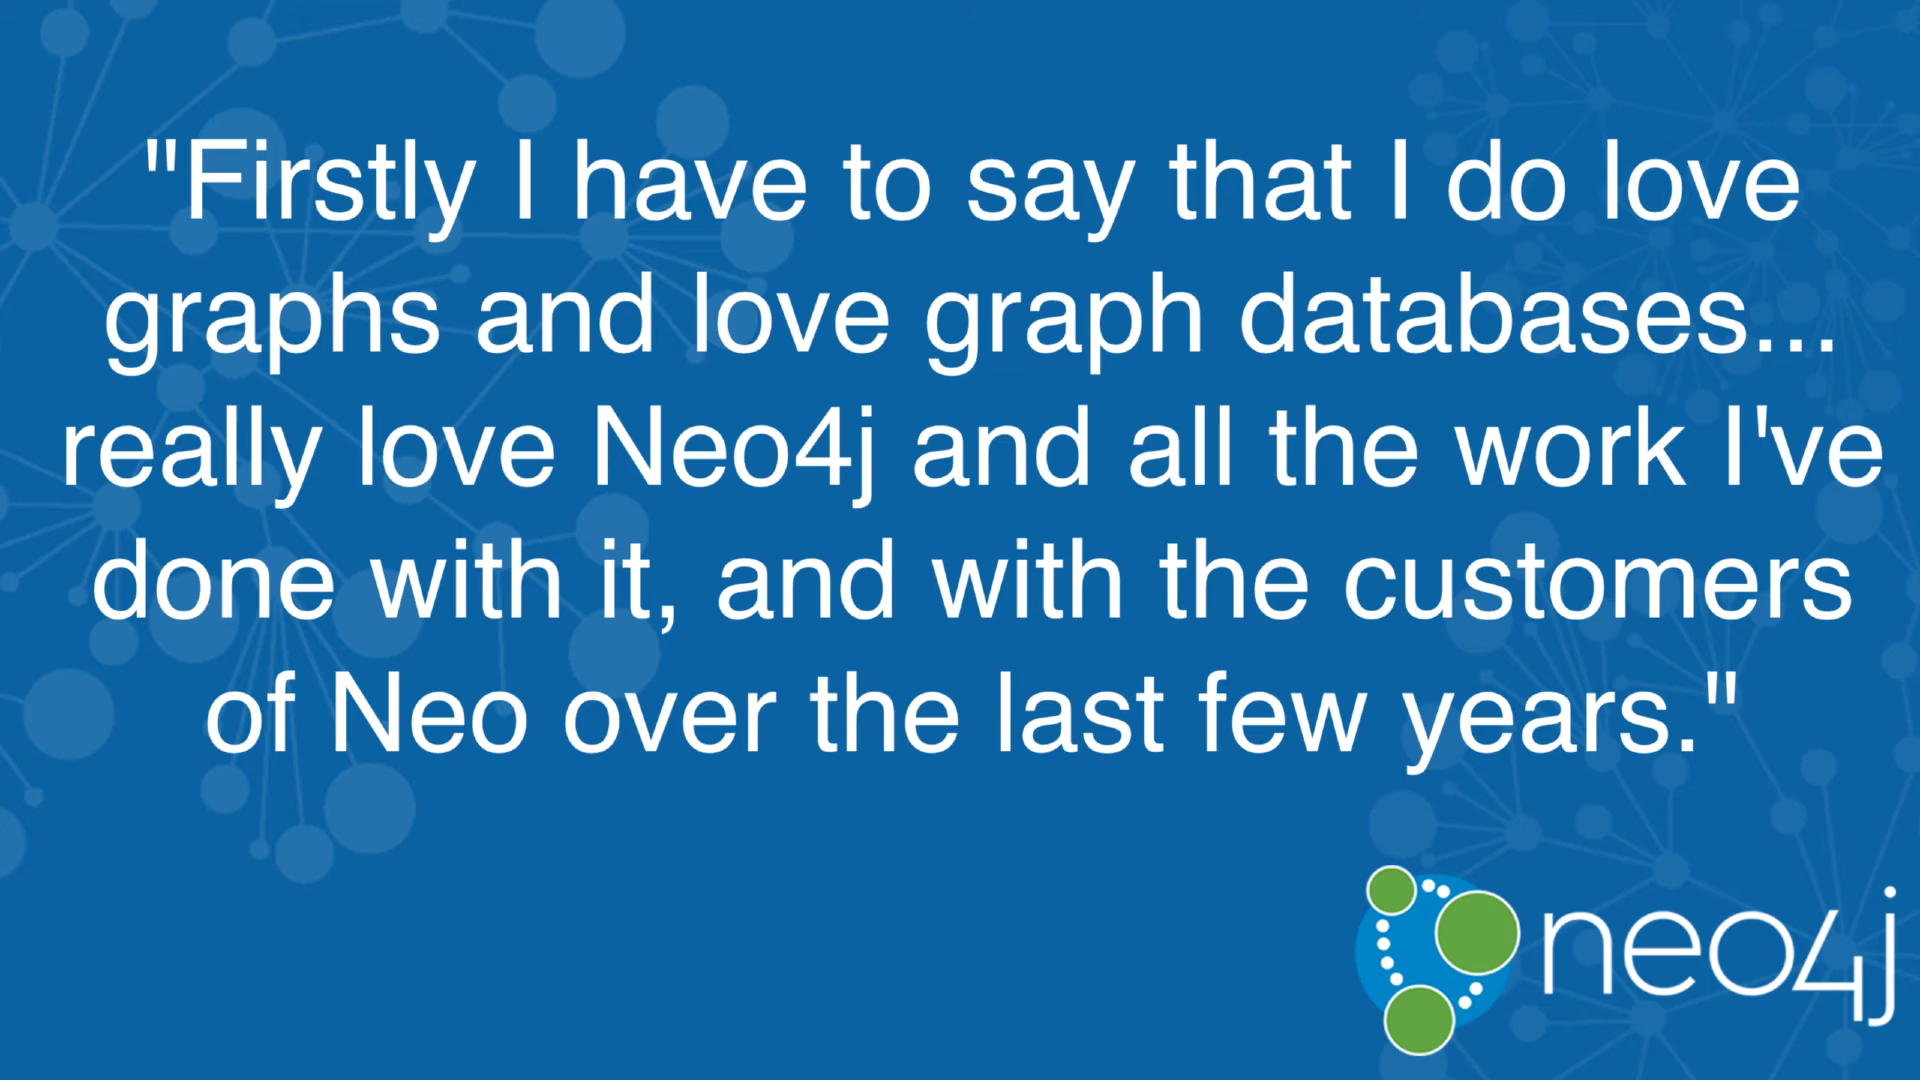 "Firstly I have to say that I do love
graphs and love graph databases...
really love Neo4j and all the work I've
done with it, and with the customers
of Neo over the last few years."
neo4j